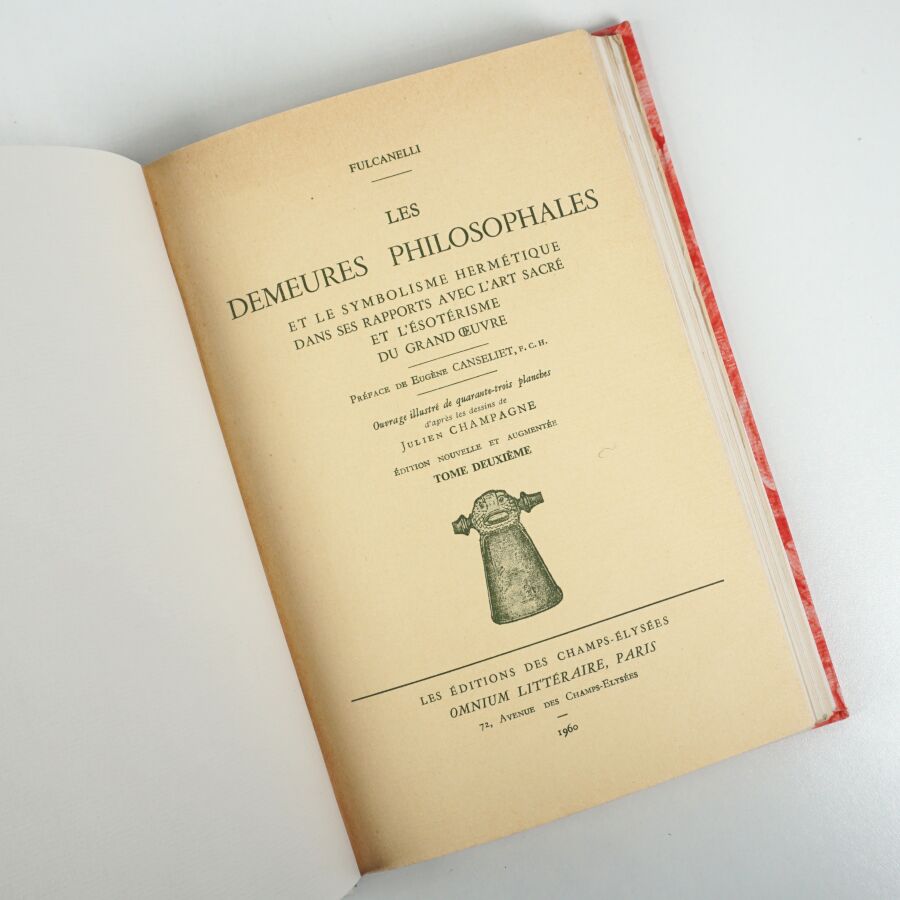 FULCANELLI
LES
DEMEURES PHILOSOPHALES
ET LE SYMBOLISME HERMÉTIQUE
DANS SES RAPPORTS AVEC L'ART SACRÉ
ET L'ÉSOTÉRISME
DU GRAND ŒUVRE
PRÉFACE DE EUGÈNE CANSELIET, F. C. H.
Ouvrage illustré de quarante-trois planches
d'après les dessins de
JULIEN CHAMPAGNE
ÉDITION NOUVELLE ET AUGMENTÉE
TOME DEUXIÈME
LES ÉDITIONS DES CHAMPS-ÉLYSÉES
OMNIUM LITTÉRAIRE, PARIS
72, AVENUE DES CHAMPS-ELYSÉES
1960